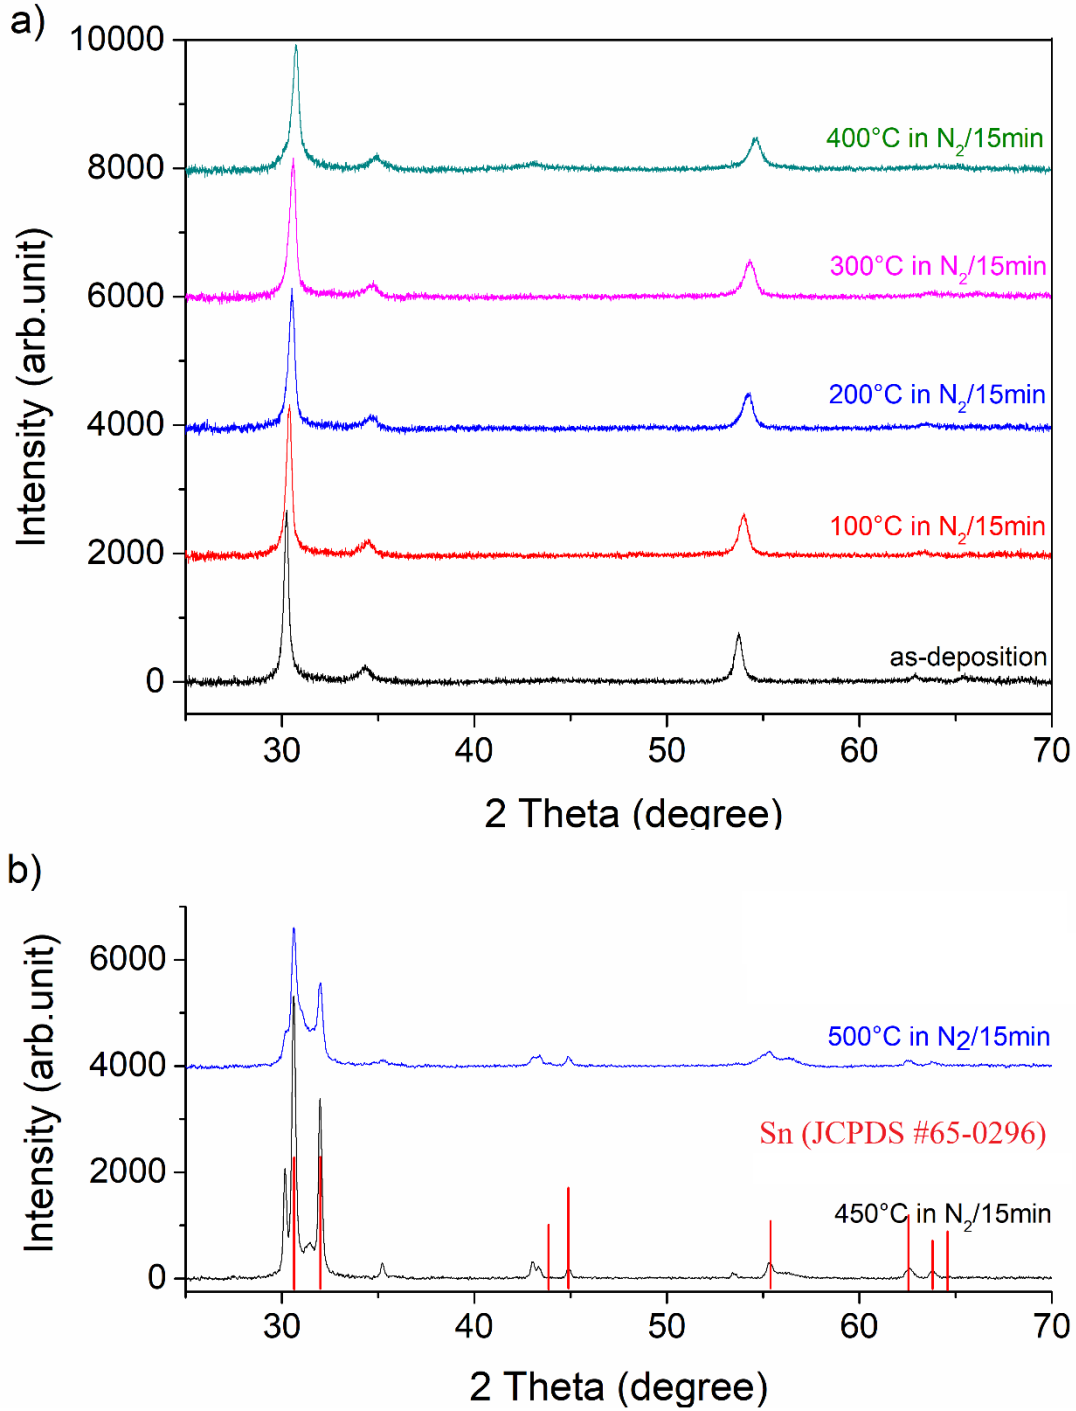 a)
10000
8000
6000
4000
2000
0
Intensity (arb.unit)
400°C in N₂/15min
300°C in N₂/15min
200°C in N₂/15min
100°C in N₂/15min
as-deposition
30 40 50 60 70
2 Theta (degree)
b)
6000
4000
2000
0
Intensity (arb.unit)
500°C in N2/15min
Sn (JCPDS #65-0296)
450°C in N₂/15min
30 40 50 60 70
2 Theta (degree)